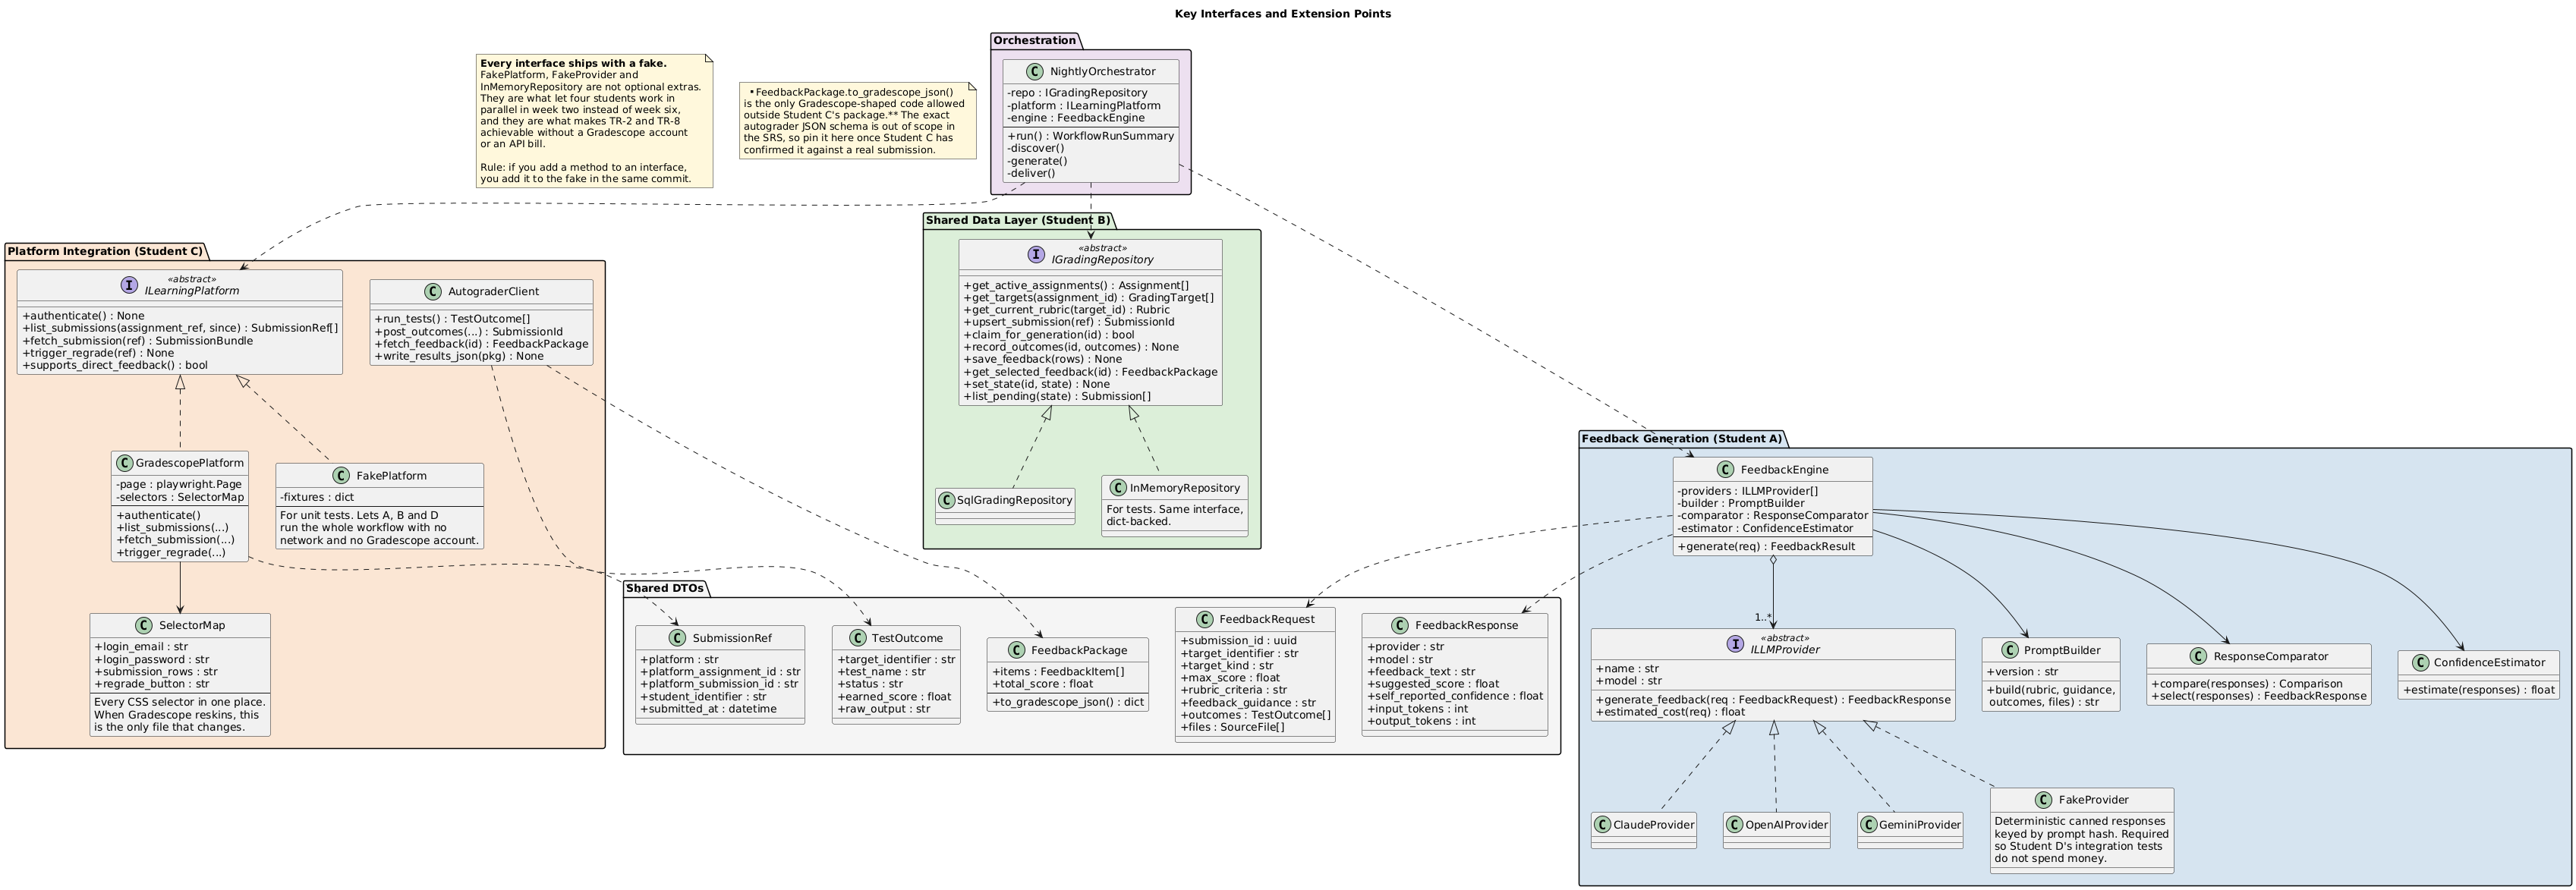 Key Interfaces and Extension Points
Every interface ships with a fake.
FakePlatform, FakeProvider and
InMemoryRepository are not optional extras.
They are what let four students work in
parallel in week two instead of week six,
and they are what makes TR-2 and TR-8
achievable without a Gradescope account
or an API bill.
Rule: if you add a method to an interface,
you add it to the fake in the same commit.
• FeedbackPackage.to_gradescope_json()
is the only Gradescope-shaped code allowed
outside Student C's package.** The exact
autograder JSON schema is out of scope in
the SRS, so pin it here once Student C has
confirmed it against a real submission.
Orchestration
C NightlyOrchestrator
-repo : IGradingRepository
-platform : ILearningPlatform
-engine : FeedbackEngine
+run() : WorkflowRunSummary
-discover()
-generate()
-deliver()
Platform Integration (Student C)
I «abstract»
ILearningPlatform
+authenticate() : None
+list_submissions(assignment_ref, since) : SubmissionRef[]
+fetch_submission(ref) : SubmissionBundle
+trigger_regrade(ref) : None
+supports_direct_feedback() : bool
C AutograderClient
+run_tests() : TestOutcome[]
+post_outcomes(...) : SubmissionId
+fetch_feedback(id) : FeedbackPackage
+write_results_json(pkg) : None
C GradescopePlatform
-page : playwright.Page
-selectors : SelectorMap
+authenticate()
+list_submissions(...)
+fetch_submission(...)
+trigger_regrade(...)
C FakePlatform
-fixtures : dict
For unit tests. Lets A, B and D
run the whole workflow with no
network and no Gradescope account.
C SelectorMap
+login_email : str
+login_password : str
+submission_rows : str
+regrade_button : str
Every CSS selector in one place.
When Gradescope reskins, this
is the only file that changes.
Shared Data Layer (Student B)
I «abstract»
IGradingRepository
+get_active_assignments() : Assignment[]
+get_targets(assignment_id) : GradingTarget[]
+get_current_rubric(target_id) : Rubric
+upsert_submission(ref) : SubmissionId
+claim_for_generation(id) : bool
+record_outcomes(id, outcomes) : None
+save_feedback(rows) : None
+get_selected_feedback(id) : FeedbackPackage
+set_state(id, state) : None
+list_pending(state) : Submission[]
C SqlGradingRepository
C InMemoryRepository
For tests. Same interface,
dict-backed.
Shared DTOs
C SubmissionRef
+platform : str
+platform_assignment_id : str
+platform_submission_id : str
+student_identifier : str
+submitted_at : datetime
C TestOutcome
+target_identifier : str
+test_name : str
+status : str
+earned_score : float
+raw_output : str
C FeedbackPackage
+items : FeedbackItem[]
+total_score : float
+to_gradescope_json() : dict
C FeedbackRequest
+submission_id : uuid
+target_identifier : str
+target_kind : str
+max_score : float
+rubric_criteria : str
+feedback_guidance : str
+outcomes : TestOutcome[]
+files : SourceFile[]
C FeedbackResponse
+provider : str
+model : str
+feedback_text : str
+suggested_score : float
+self_reported_confidence : float
+input_tokens : int
+output_tokens : int
Feedback Generation (Student A)
C FeedbackEngine
-providers : ILLMProvider[]
-builder : PromptBuilder
-comparator : ResponseComparator
-estimator : ConfidenceEstimator
+generate(req) : FeedbackResult
1..*
I «abstract»
ILLMProvider
+name : str
+model : str
+generate_feedback(req : FeedbackRequest) : FeedbackResponse
+estimated_cost(req) : float
C PromptBuilder
+version : str
+build(rubric, guidance,
outcomes, files) : str
C ResponseComparator
+compare(responses) : Comparison
+select(responses) : FeedbackResponse
C ConfidenceEstimator
+estimate(responses) : float
C ClaudeProvider
C OpenAIProvider
C GeminiProvider
C FakeProvider
Deterministic canned responses
keyed by prompt hash. Required
so Student D's integration tests
do not spend money.